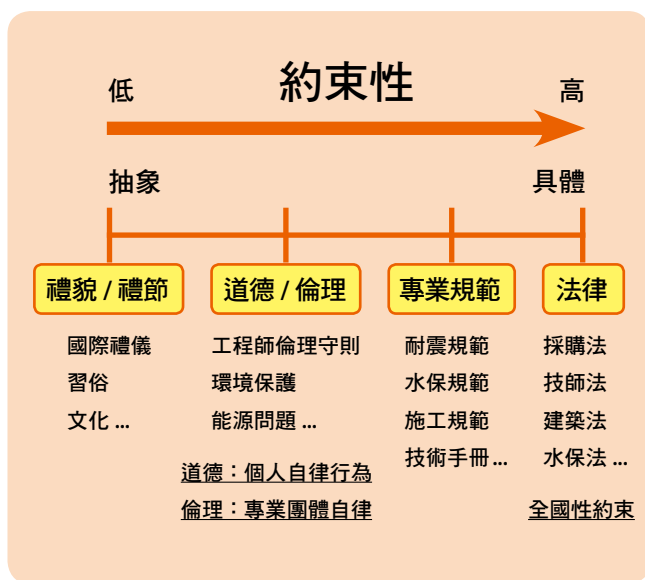 約束性
低
高
抽象
具體
禮貌 / 禮節
道德 / 倫理
專業規範
法律
國際禮儀
習俗
文化 ...
工程師倫理守則
環境保護
能源問題 ...
道德：個人自律行為
倫理：專業團體自律
耐震規範
水保規範
施工規範
技術手冊 ...
採購法
技師法
建築法
水保法 ...
全國性約束